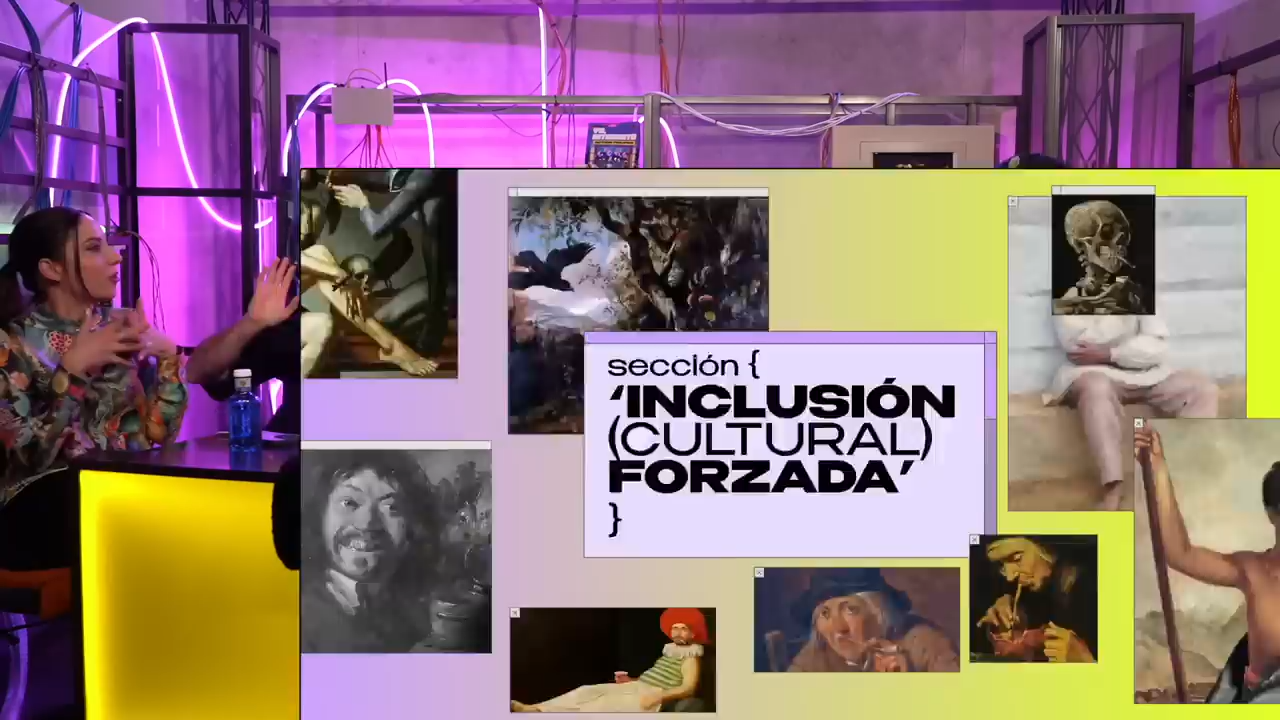 sección {
‘INCLUSIÓN
(CULTURAL)
FORZADA’
}